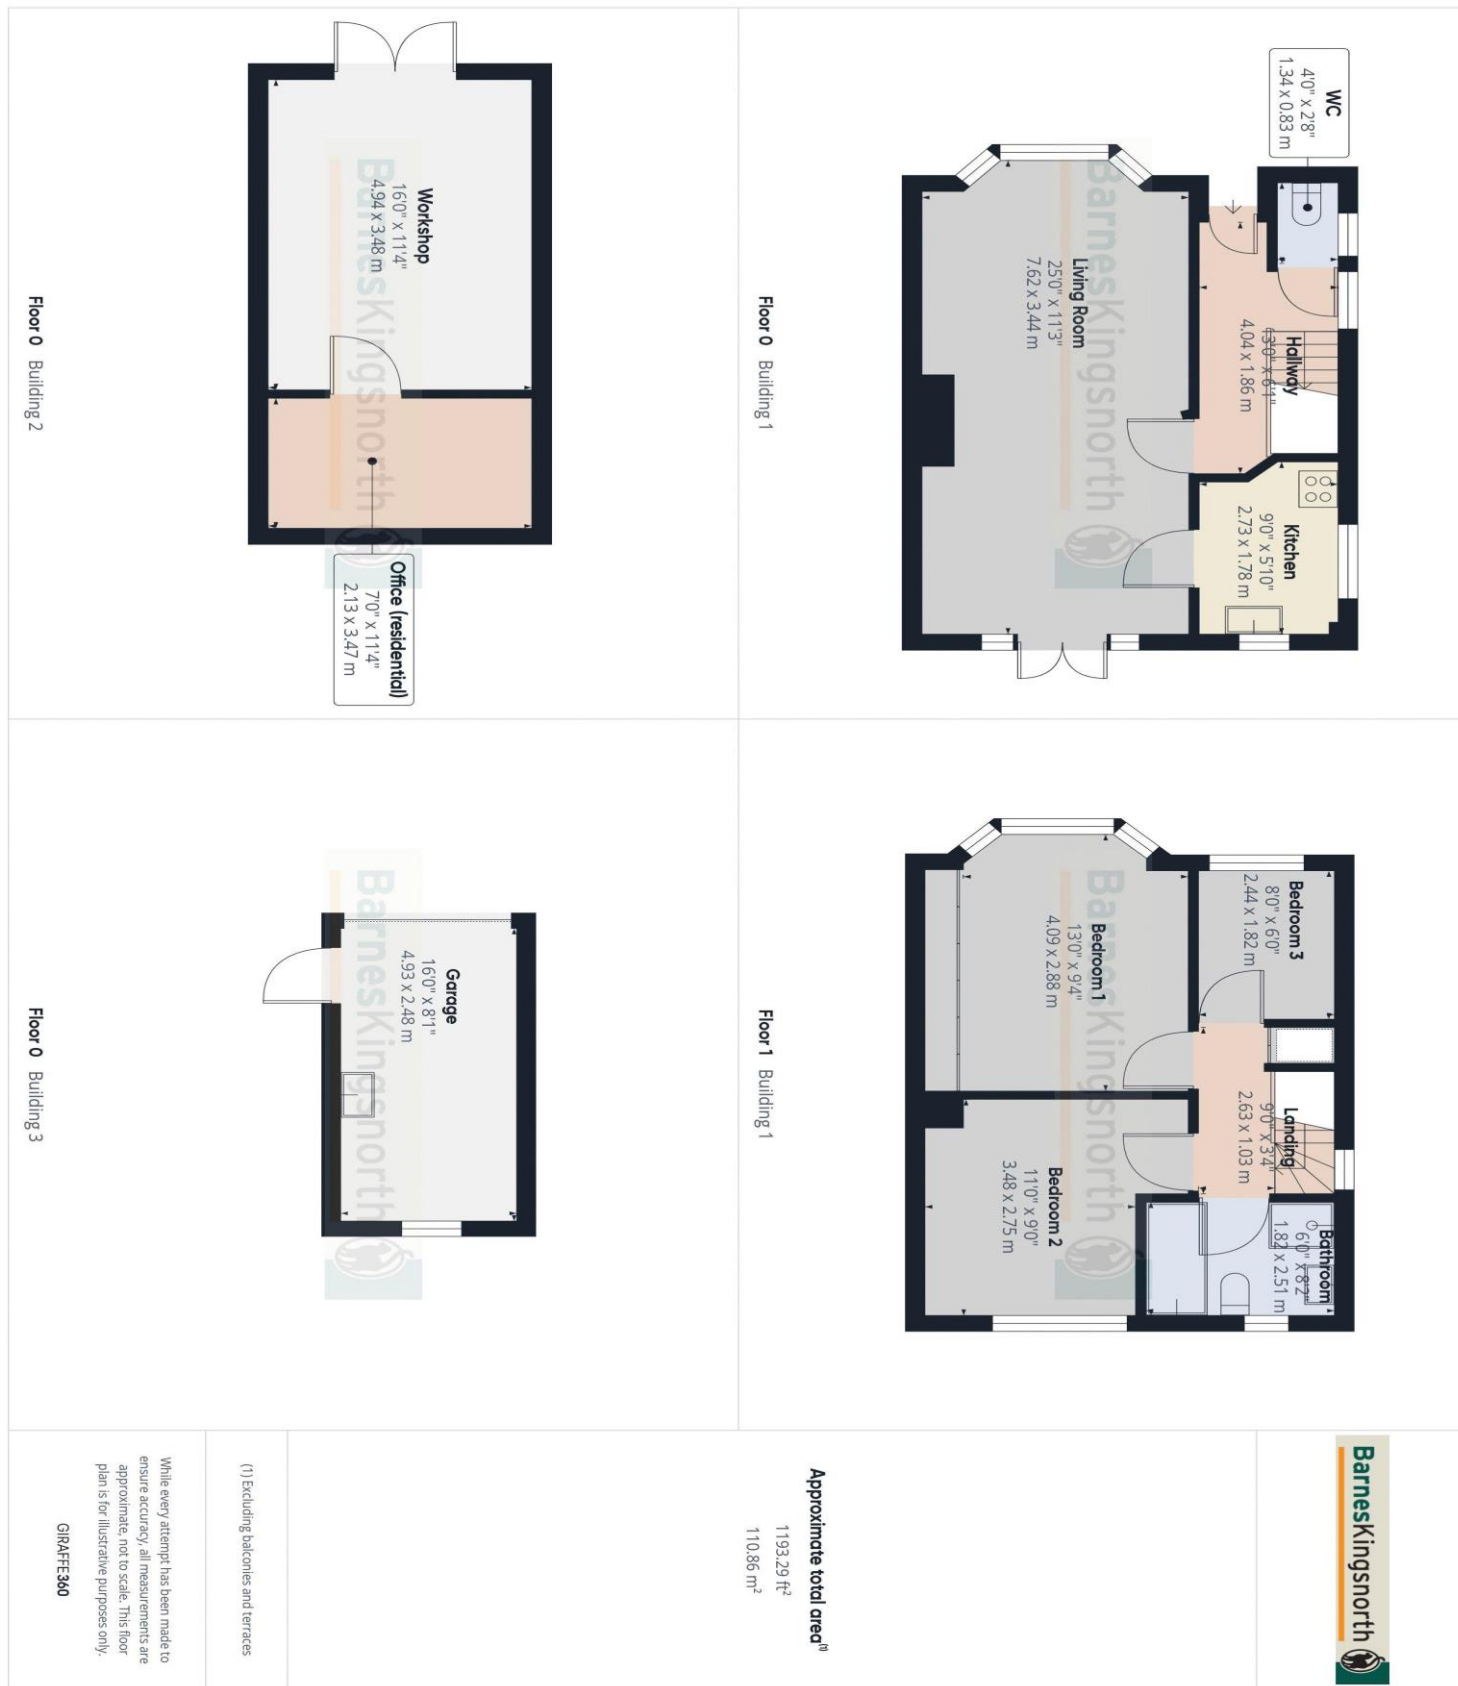 WC
4'0" x 2'8"
1.34 x 0.83 m
Hallway
13'0" x 6'1"
4.04 x 1.86 m
Kitchen
9'0" x 5'10"
2.73 x 1.78 m
Living Room
25'0" x 11'3"
7.62 x 3.44 m
BarnesKingsnorth
Floor 0 Building 1
Bedroom 3
8'0" x 6'0"
2.44 x 1.82 m
Landing
9'0" x 3'4"
2.63 x 1.03 m
Bathroom
6'0" x 8'2"
1.82 x 2.51 m
Bedroom 1
13'0" x 9'4"
4.09 x 2.88 m
Bedroom 2
11'0" x 9'0"
3.48 x 2.75 m
BarnesKingsnorth
Floor 1 Building 1
Workshop
16'0" x 11'4"
4.94 x 3.48 m
Office (residential)
7'0" x 11'4"
2.13 x 3.47 m
BarnesKingsnorth
Floor 0 Building 2
Garage
16'0" x 8'1"
4.93 x 2.48 m
BarnesKingsnorth
Floor 0 Building 3
BarnesKingsnorth
Approximate total area(1)
1193.29 ft²
110.86 m²
(1) Excluding balconies and terraces
While every attempt has been made to
ensure accuracy, all measurements are
approximate, not to scale. This floor
plan is for illustrative purposes only.
GIRAFFE360